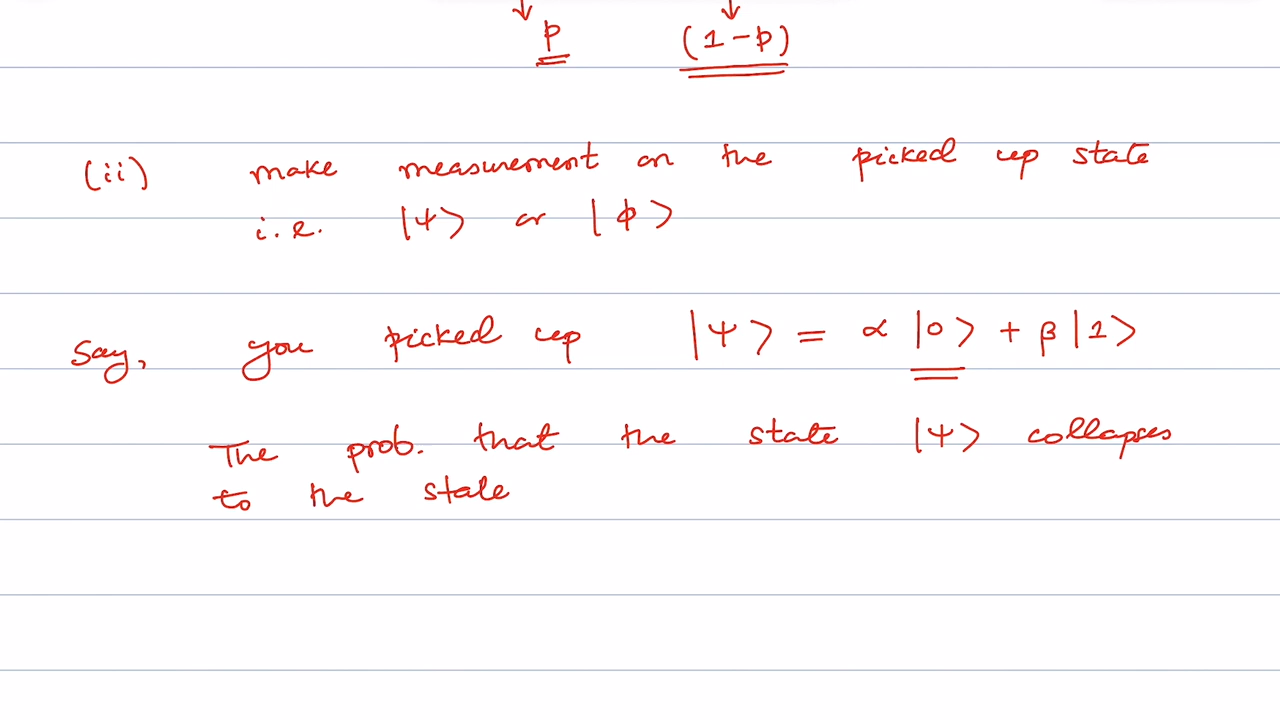 p (1-p)
(ii) make measurement on the picked up state
i.e. |ψ> or |ϕ>
Say, you picked up |ψ> = α |0> + β |1>
The prob. that the state |ψ> collapses
to the state